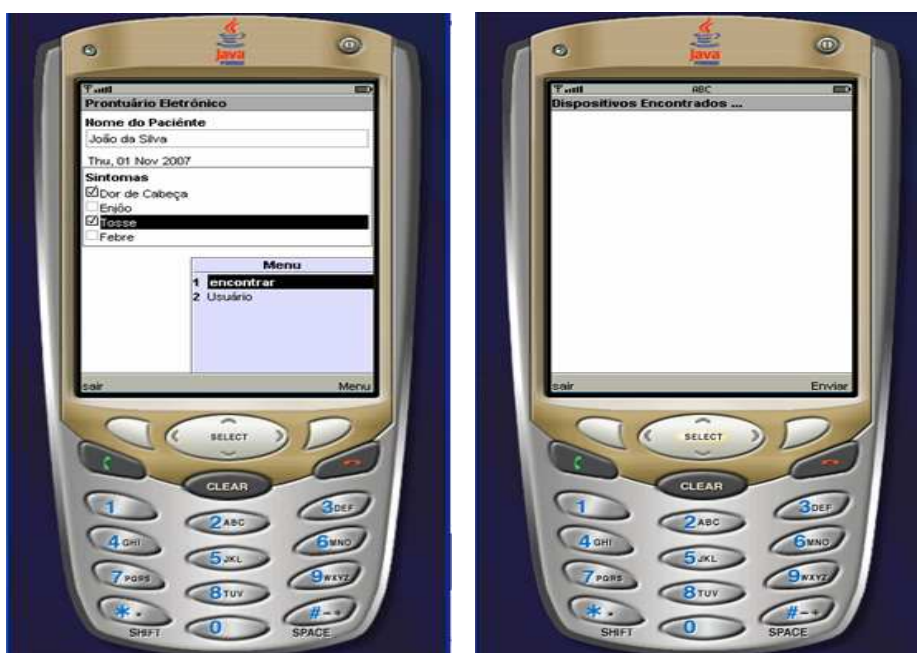 Java
Prontuário Eletrônico
Nome do Paciénte
João da Silva
Thu, 01 Nov 2007
Sintomas
Dor de Cabeça
Enjôo
Tosse
Febre
Menu
1 encontrar
2 Usuário
sair Menu
SELECT
CLEAR
1 2 ABC 3 DEF
4 GHI 5 JKL 6 MNO
7 PQRS 8 TUV 9 WXYZ
* . 0 #-+
SHIFT SPACE
Java
ABC
Dispositivos Encontrados ...
sair Enviar
SELECT
CLEAR
1 2 ABC 3 DEF
4 GHI 5 JKL 6 MNO
7 PQRS 8 TUV 9 WXYZ
* . 0 #-+
SHIFT SPACE